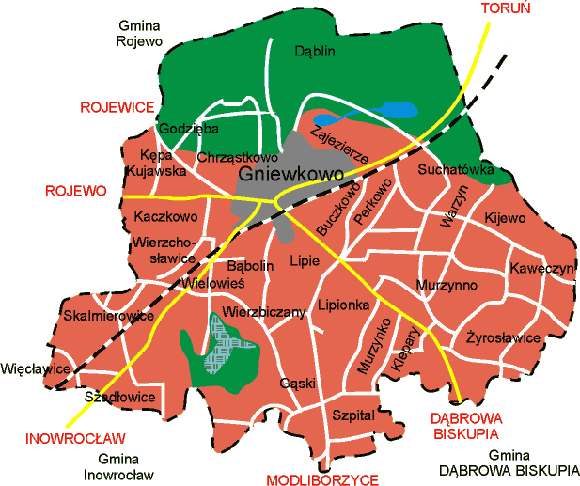 TORUŃ
Gmina
Rojewo
Dąblin
ROJEWICE
Godzięba
Zajezierze
Kępa
Kujawska
Chrząstkowo
Gniewkowo
Suchatówka
ROJEWO
Kaczkowo
Buczkowo
Perkowo
Warzyn
Kijewo
Wierzcho-
sławice
Bąbolin
Lipie
Kawęczyn
Wielowieś
Murzynno
Skalmierowice
Wierzbiczany
Lipionka
Murzynko
Klepary
Żyrosławice
Więcławice
Szadłowice
Gąski
Szpital
INOWROCŁAW
DĄBROWA
BISKUPIA
Gmina
Inowrocław
Gmina
DĄBROWA BISKUPIA
MODLIBORZYCE